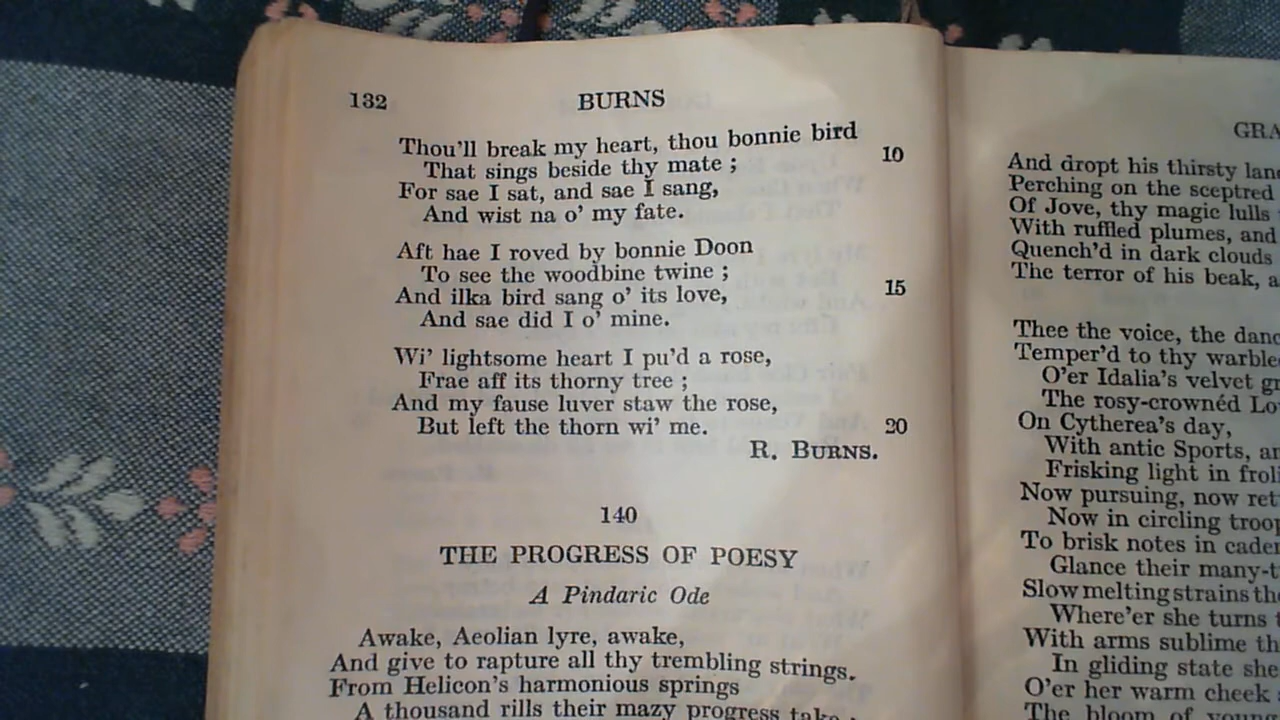 132 BURNS
Thou'll break my heart, thou bonnie bird
That sings beside thy mate ; 10
For sae I sat, and sae I sang,
And wist na o' my fate.
Aft hae I roved by bonnie Doon
To see the woodbine twine ;
And ilka bird sang o' its love, 15
And sae did I o' mine.
Wi' lightsome heart I pu'd a rose,
Frae aff its thorny tree ;
And my fause luver staw the rose,
But left the thorn wi' me. 20
R. BURNS.
140
THE PROGRESS OF POESY
A Pindaric Ode
Awake, Aeolian lyre, awake,
And give to rapture all thy trembling strings.
From Helicon's harmonious springs
A thousand rills their mazy progress take
And dropt his thirsty
Perching on the sceptred
Of Jove, thy magic lulls
With ruffled plumes, and
Quench'd in dark clouds
The terror of his beak,
Thee the voice, the
Temper'd to thy
O'er Idalia's velvet
The rosy-crownéd
On Cytherea's day,
With antic Sports,
Frisking light in
Now pursuing, now
Now in circling
To brisk notes in
Glance their
Slow melting strains
Where'er she turns
With arms sublime
In gliding state she
O'er her warm cheek
The bloom of